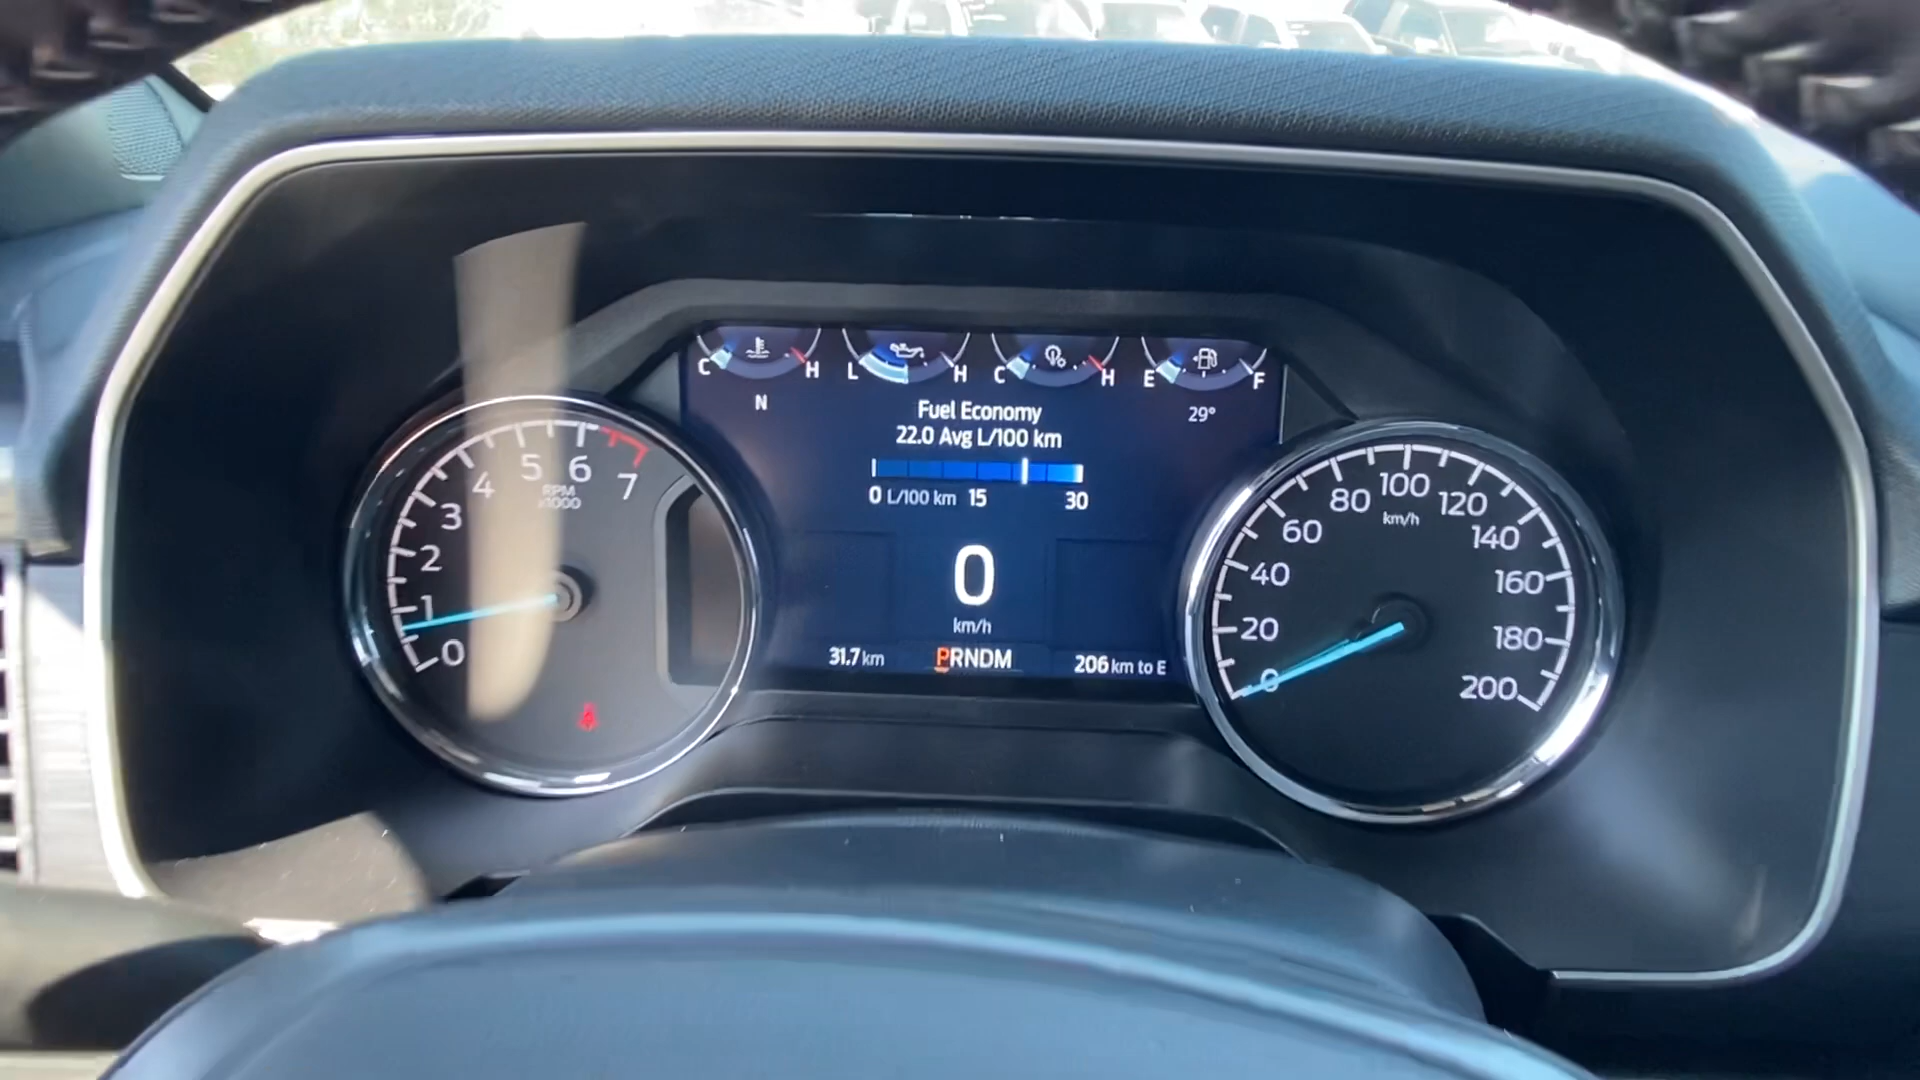 C H L H C H E F
N
29°
Fuel Economy
22.0 Avg L/100 km
0 L/100 km 15 30
0
km/h
31.7 km PRNDM 206 km to E
0 1 2 3 4 5 6 7
RPM
x1000
0 20 40 60 80 100 120 140 160 180 200
km/h